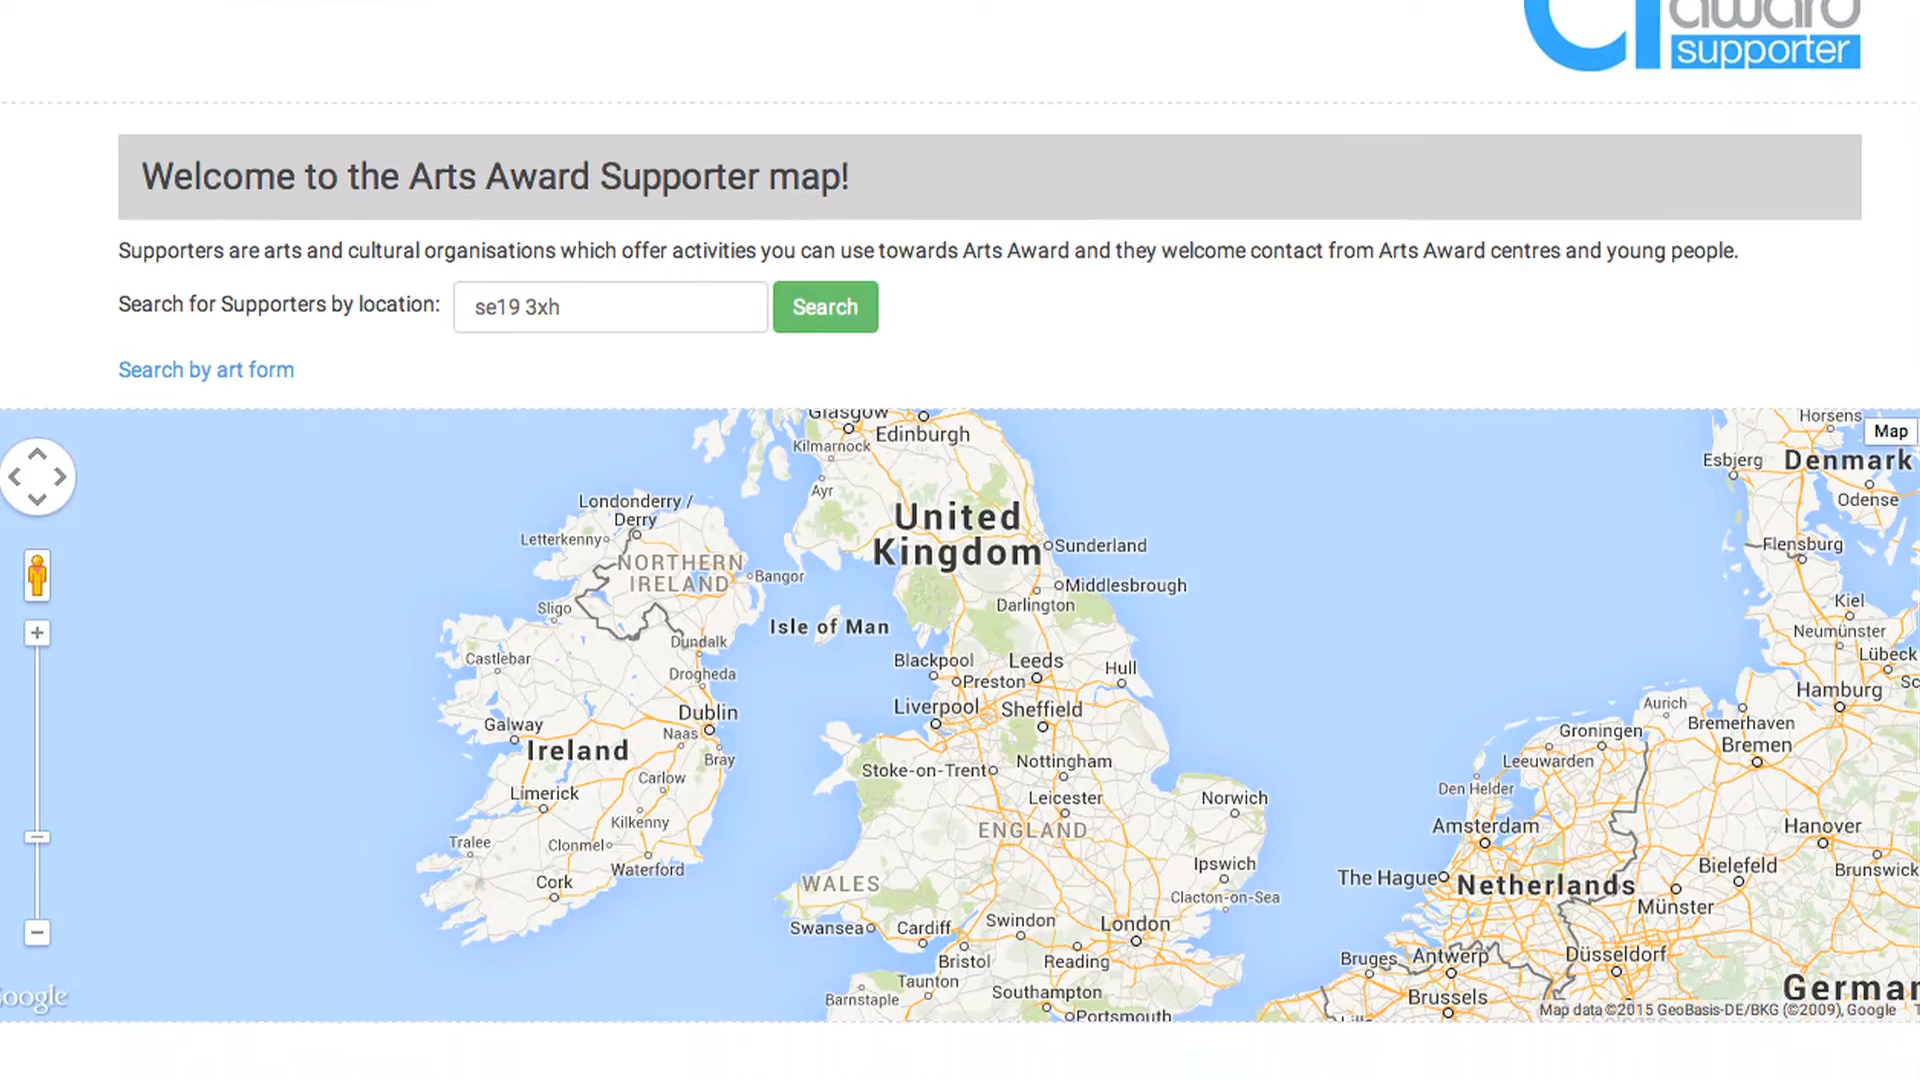 award
supporter
Welcome to the Arts Award Supporter map!
Supporters are arts and cultural organisations which offer activities you can use towards Arts Award and they welcome contact from Arts Award centres and young people.
Search for Supporters by location:
se19 3xh
Search
Search by art form
Glasgow
Edinburgh
Kilmarnock
Ayr
Horsens
Map
Esbjerg
Denmark
Odense
Londonderry /
Derry
Letterkenny
United
Kingdom
Sunderland
Flensburg
NORTHERN
IRELAND
Bangor
Middlesbrough
Darlington
Sligo
Isle of Man
Kiel
Neumünster
Lübeck
Dundalk
Castlebar
Drogheda
Blackpool
Leeds
Hull
Preston
Hamburg
Liverpool
Sheffield
Dublin
Galway
Naas
Ireland
Bray
Aurich
Bremerhaven
Groningen
Bremen
Leeuwarden
Stoke-on-Trent
Nottingham
Carlow
Limerick
Leicester
Norwich
Den Helder
Kilkenny
ENGLAND
Amsterdam
Hanover
Tralee
Clonmel
Waterford
Ipswich
Bielefeld
Brunswick
Cork
WALES
The Hague
Netherlands
Clacton-on-Sea
Münster
Swansea
Cardiff
Swindon
London
Bristol
Reading
Bruges
Antwerp
Düsseldorf
Taunton
Barnstaple
Southampton
Brussels
German
Portsmouth
Google
Map data ©2015 GeoBasis-DE/BKG (©2009), Google